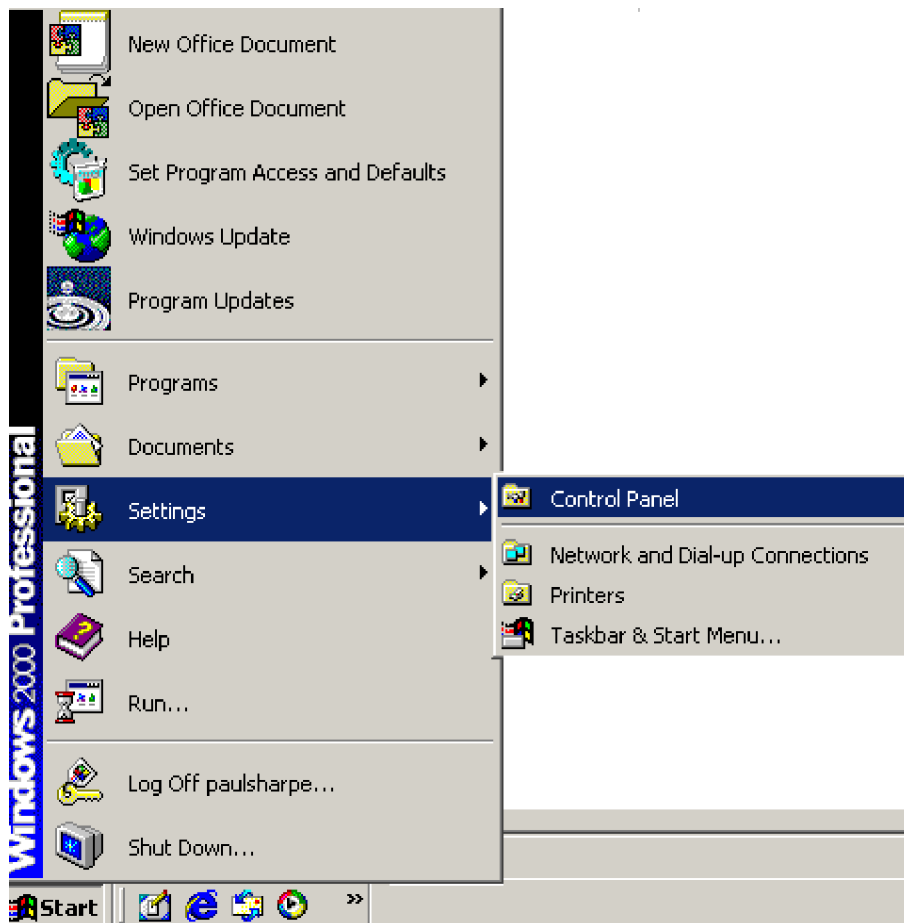 New Office Document
Open Office Document
Set Program Access and Defaults
Windows Update
Program Updates
Programs
Documents
Settings
Search
Help
Run...
Log Off paulsharpe...
Shut Down...
Control Panel
Network and Dial-up Connections
Printers
Taskbar & Start Menu...
Windows 2000 Professional
Start
»